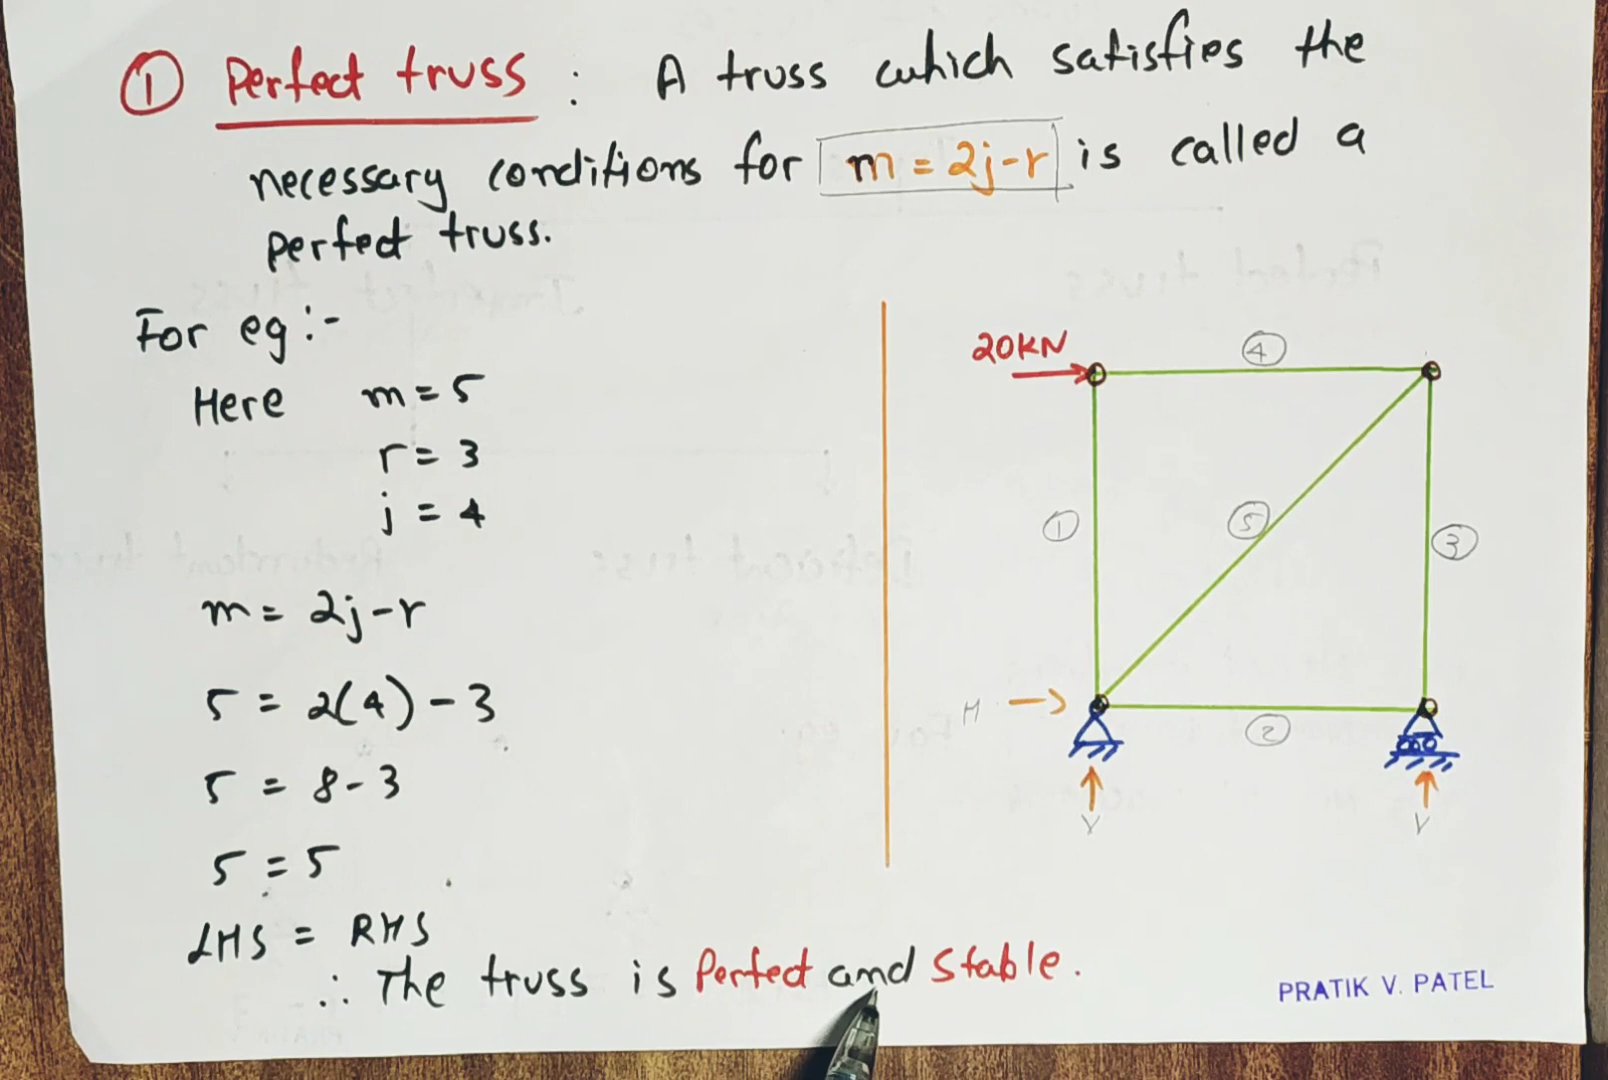 ① Perfect truss : A truss which satisfies the
necessary conditions for m = 2j-r is called a
perfect truss.
For eg :-
Here m = 5
r = 3
j = 4
m = 2j-r
5 = 2(4) - 3
5 = 8 - 3
5 = 5
LHS = RHS
∴ The truss is Perfect and Stable.
20KN
④
①
⑤
③
H
②
V
V
PRATIK V. PATEL